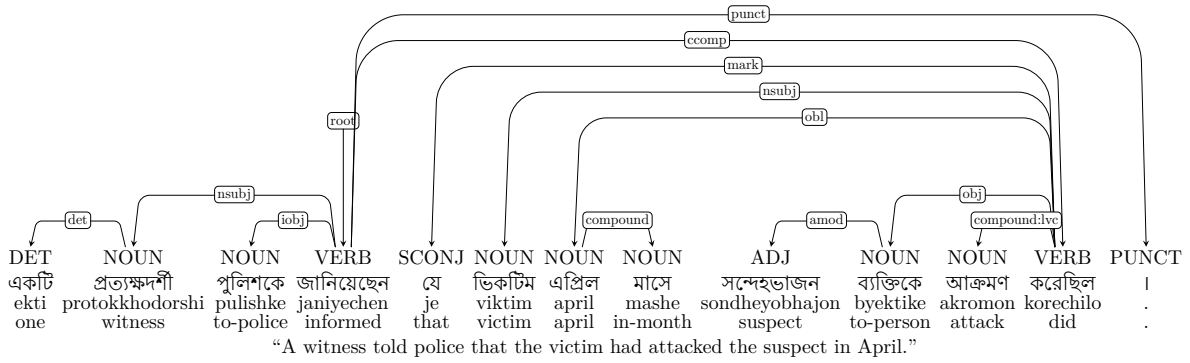 punct
ccomp
mark
nsubj
obl
root
nsubj obj
det iobj compound amod compound:lvc
DET NOUN NOUN VERB SCONJ NOUN NOUN NOUN ADJ NOUN NOUN VERB PUNCT
একটি প্রত্যক্ষদর্শী পুলিশকে জানিয়েছেন যে ভিকটিম এপ্রিল মাসে সন্দেহভাজন ব্যক্তিকে আক্রমণ করেছিল ।
ekti protokkhodorshi pulishke janiyechen je viktim april mashe sondheyobhajon byektike akromon korechilo .
one witness to-police informed that victim april in-month suspect to-person attack did .
“A witness told police that the victim had attacked the suspect in April.”